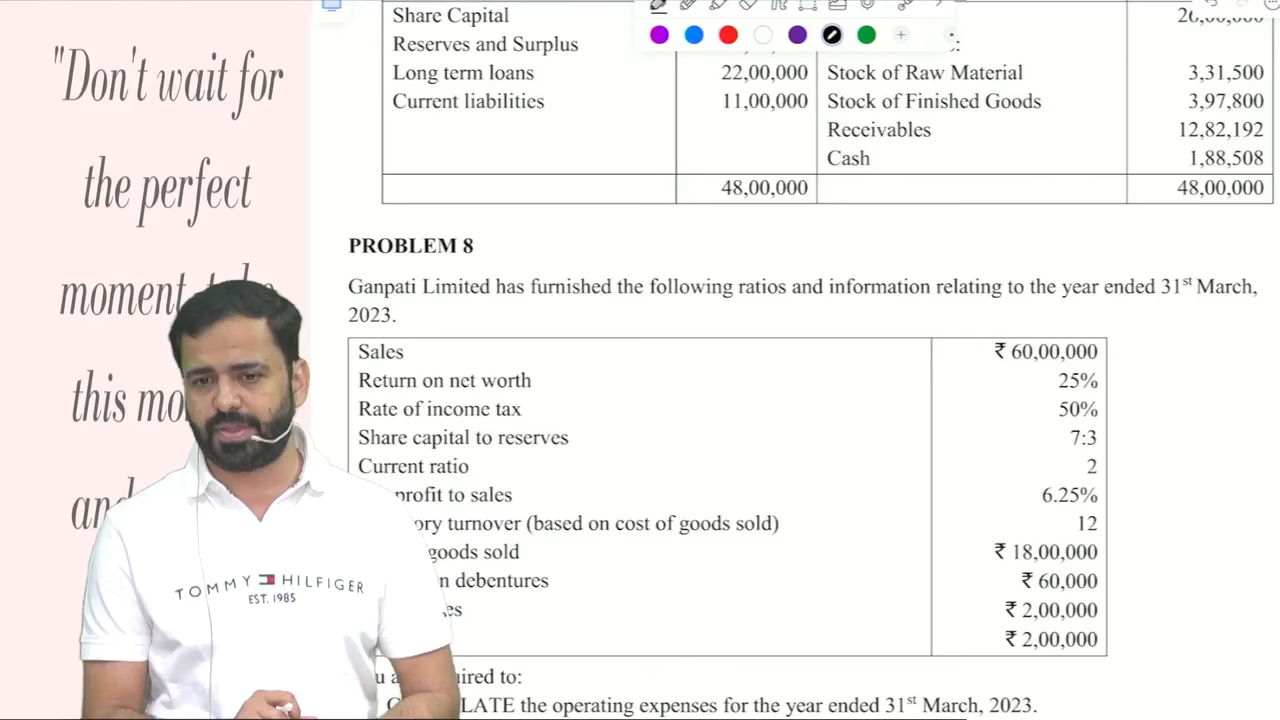 "Don't wait for
the perfect
moment, t
this mo
an
Share Capital
Reserves and Surplus
Long term loans 22,00,000 Stock of Raw Material 3,31,500
Current liabilities 11,00,000 Stock of Finished Goods 3,97,800
Receivables 12,82,192
Cash 1,88,508
48,00,000 48,00,000
PROBLEM 8
Ganpati Limited has furnished the following ratios and information relating to the year ended 31st March,
2023.
Sales ₹ 60,00,000
Return on net worth 25%
Rate of income tax 50%
Share capital to reserves 7:3
Current ratio 2
profit to sales 6.25%
ory turnover (based on cost of goods sold) 12
goods sold ₹ 18,00,000
n debentures ₹ 60,000
es ₹ 2,00,000
₹ 2,00,000
u a ired to:
LATE the operating expenses for the year ended 31st March, 2023.
TOMMY HILFIGER
EST. 1985